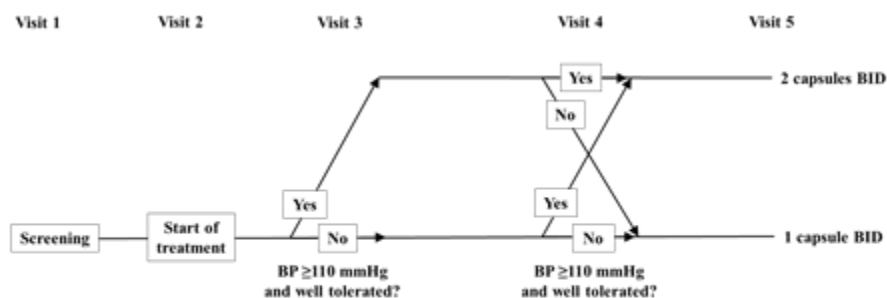 Visit 1
Visit 2
Visit 3
Visit 4
Visit 5
Yes
2 capsules BID
No
Yes
Yes
Screening
Start of
treatment
No
No
1 capsule BID
BP ≥110 mmHg
and well tolerated?
BP ≥110 mmHg
and well tolerated?